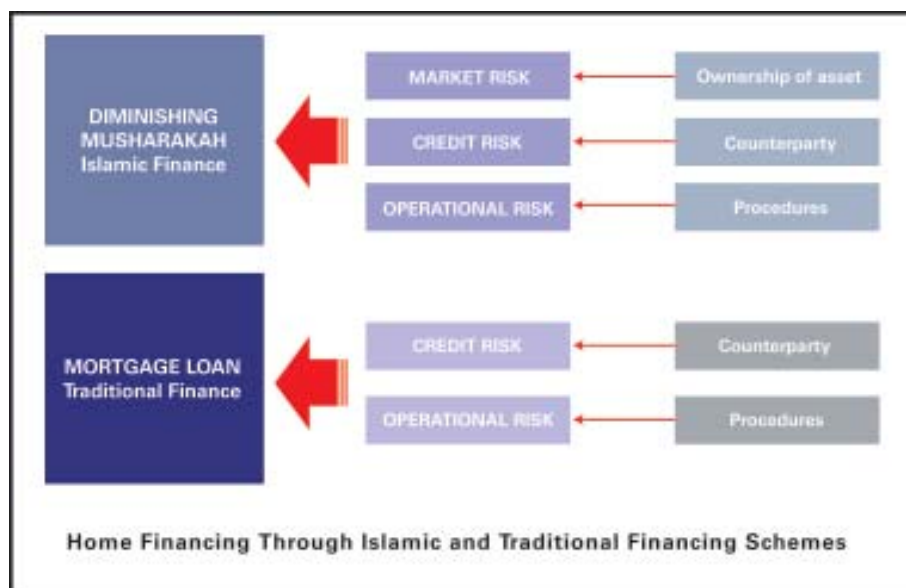 DIMINISHING
MUSHARAKAH
Islamic Finance
MARKET RISK
Ownership of asset
CREDIT RISK
Counterparty
OPERATIONAL RISK
Procedures
MORTGAGE LOAN
Traditional Finance
CREDIT RISK
Counterparty
OPERATIONAL RISK
Procedures
Home Financing Through Islamic and Traditional Financing Schemes